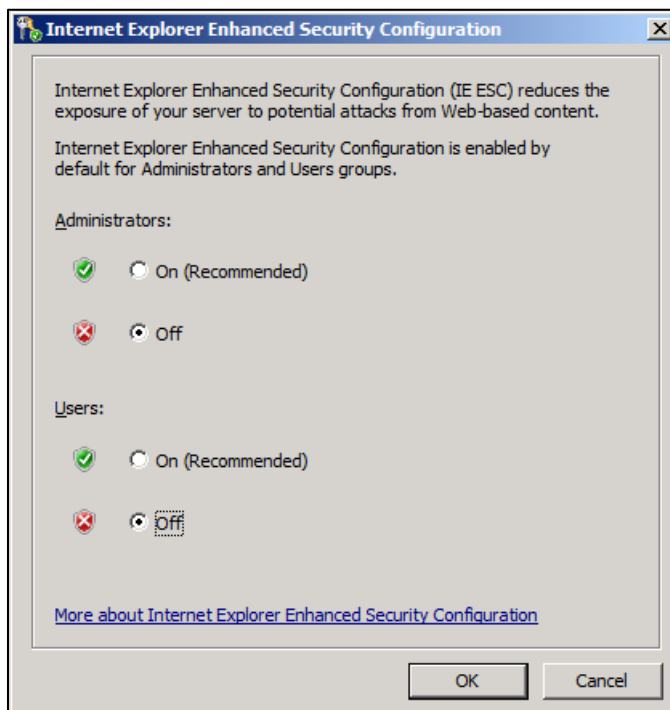 Internet Explorer Enhanced Security Configuration
Internet Explorer Enhanced Security Configuration (IE ESC) reduces the
exposure of your server to potential attacks from Web-based content.
Internet Explorer Enhanced Security Configuration is enabled by
default for Administrators and Users groups.
Administrators:
On (Recommended)
Off
Users:
On (Recommended)
Off
More about Internet Explorer Enhanced Security Configuration
OK Cancel